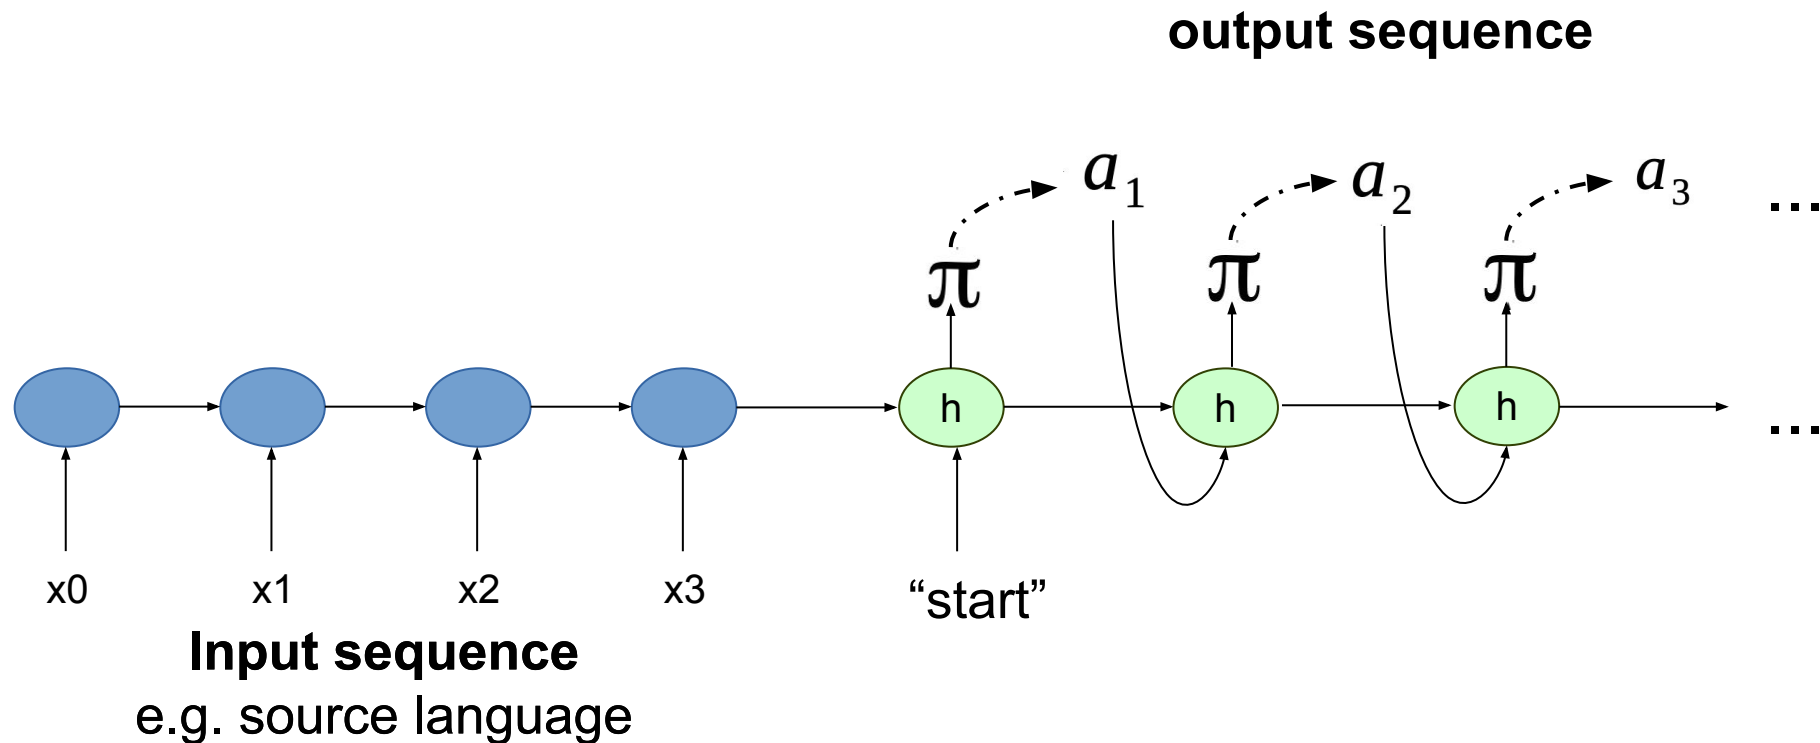 output sequence
a1 a2 a3 ...
π π π
h h h ...
x0 x1 x2 x3 “start”
Input sequence
e.g. source language